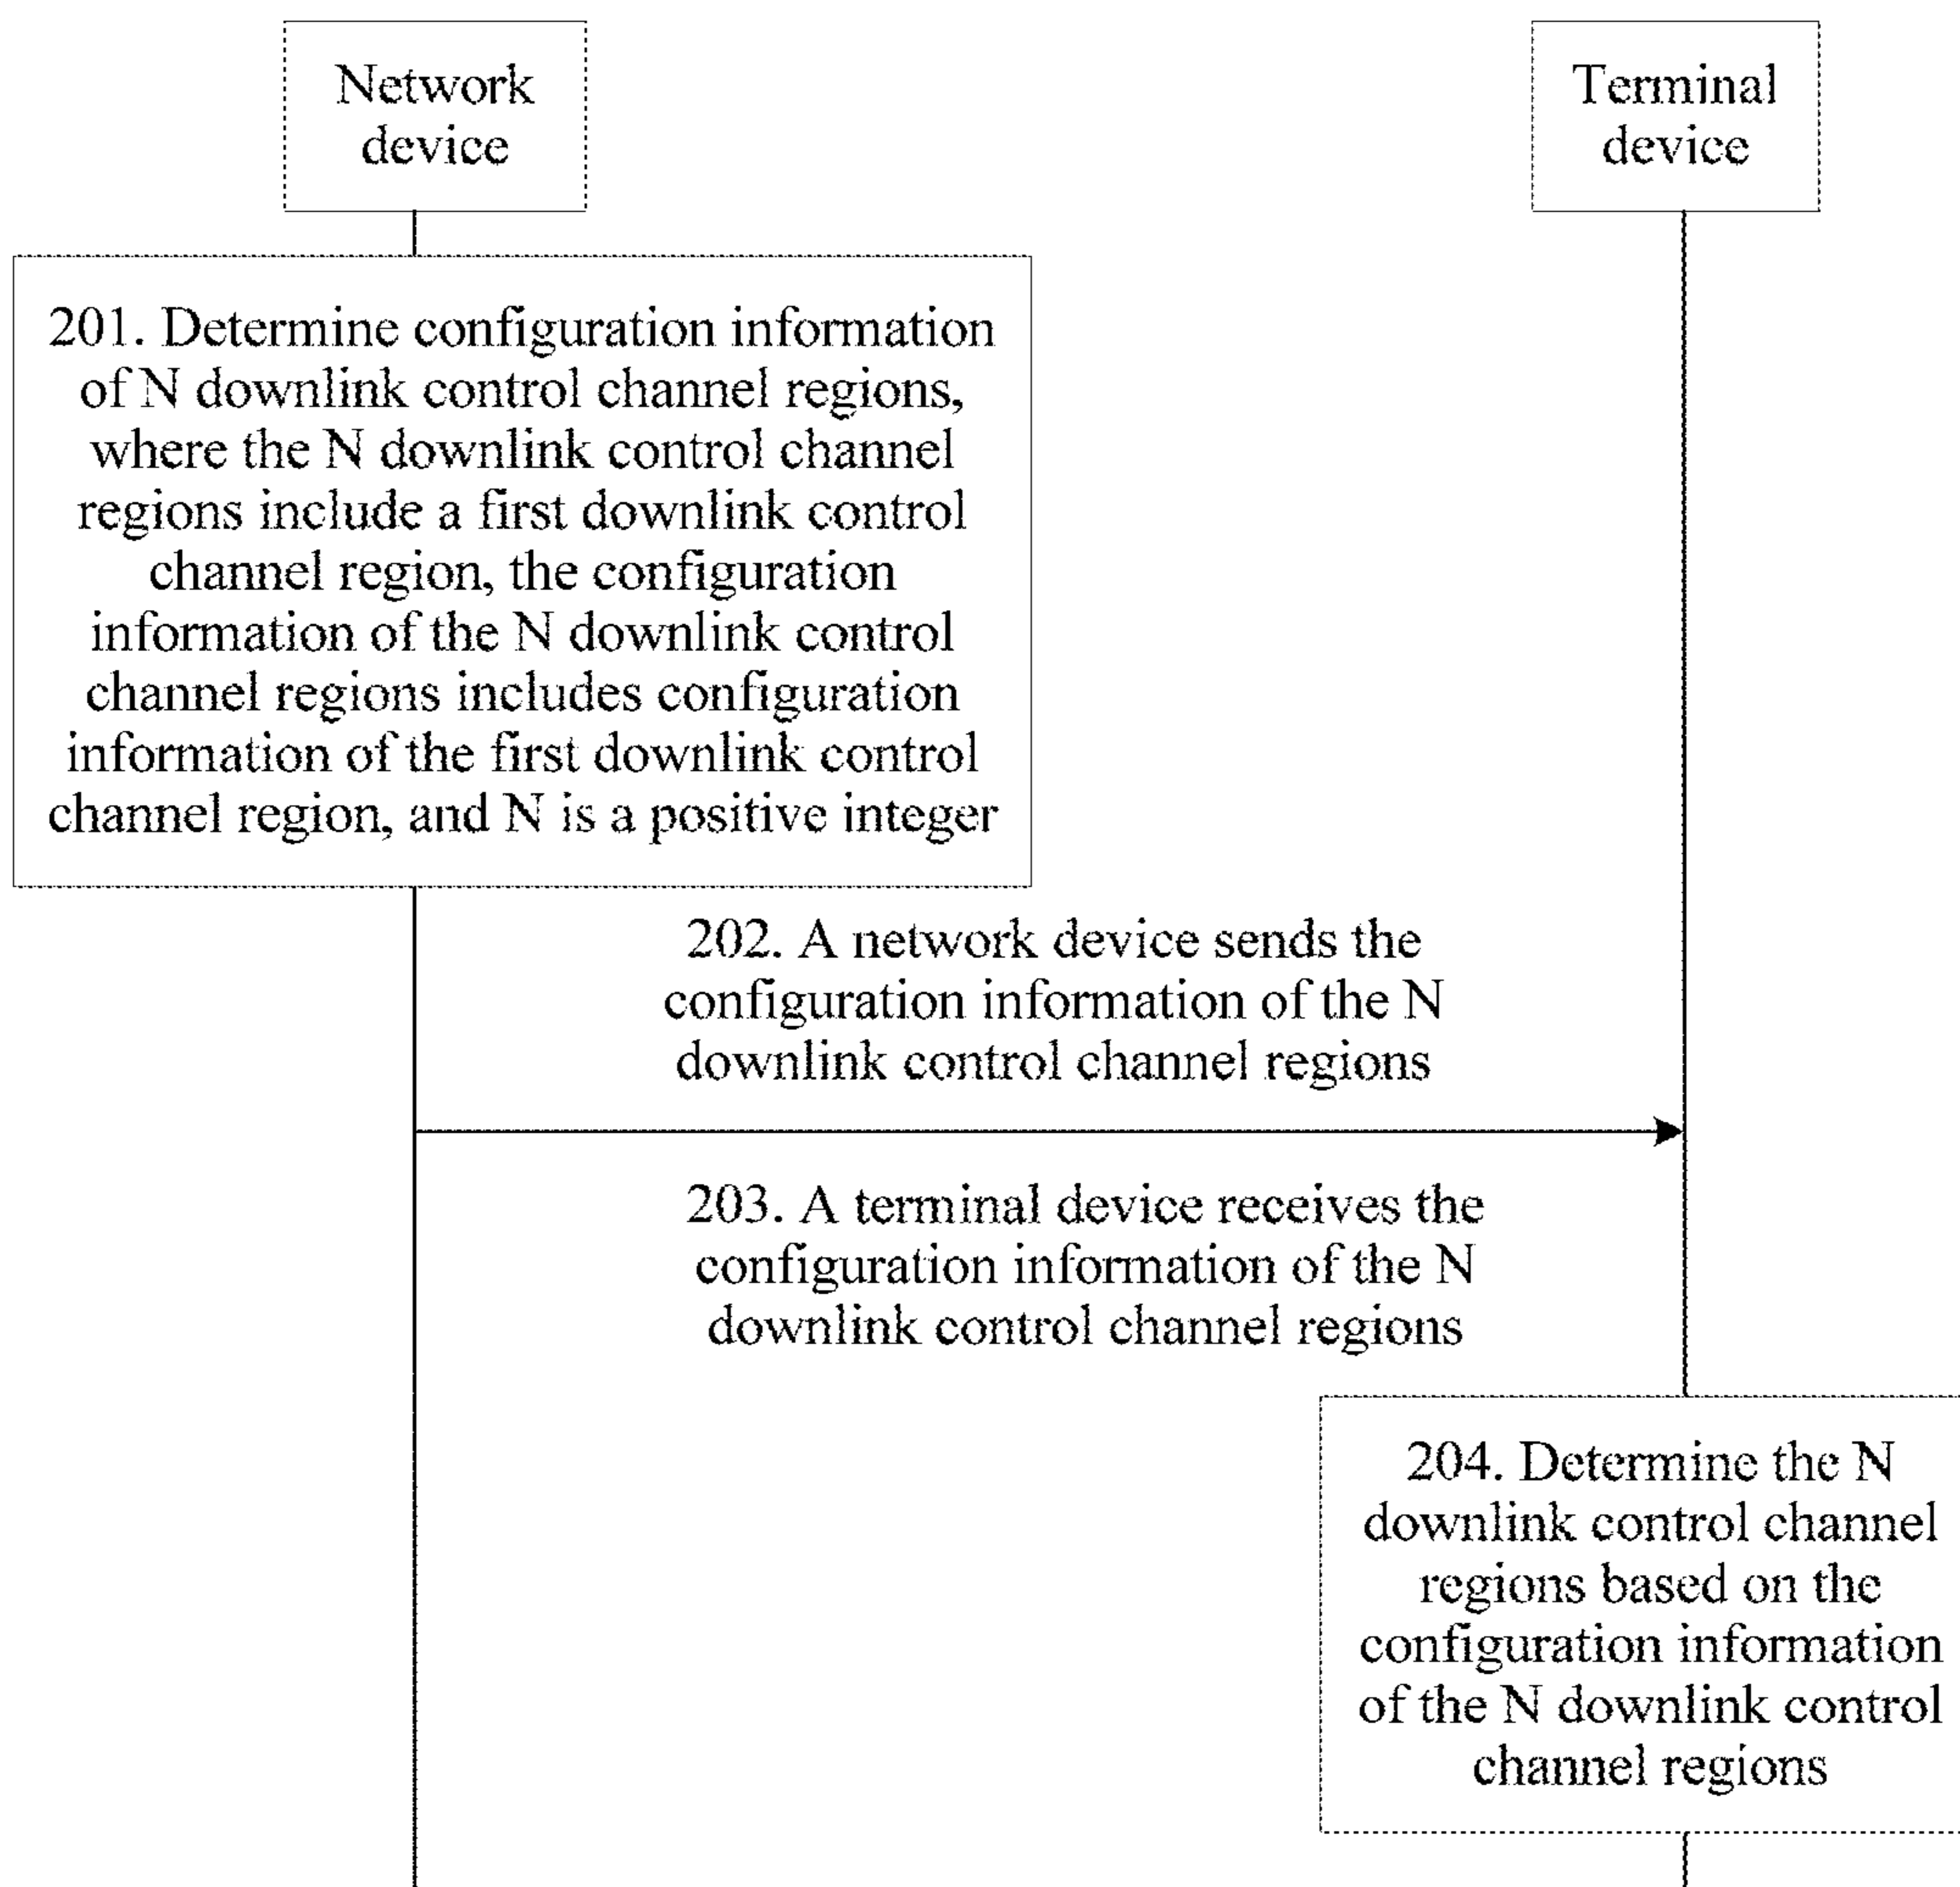 Network
device
Terminal
device
201. Determine configuration information
of N downlink control channel regions,
where the N downlink control channel
regions include a first downlink control
channel region, the configuration
information of the N downlink control
channel regions includes configuration
information of the first downlink control
channel region, and N is a positive integer
202. A network device sends the
configuration information of the N
downlink control channel regions
203. A terminal device receives the
configuration information of the N
downlink control channel regions
204. Determine the N
downlink control channel
regions based on the
configuration information
of the N downlink control
channel regions